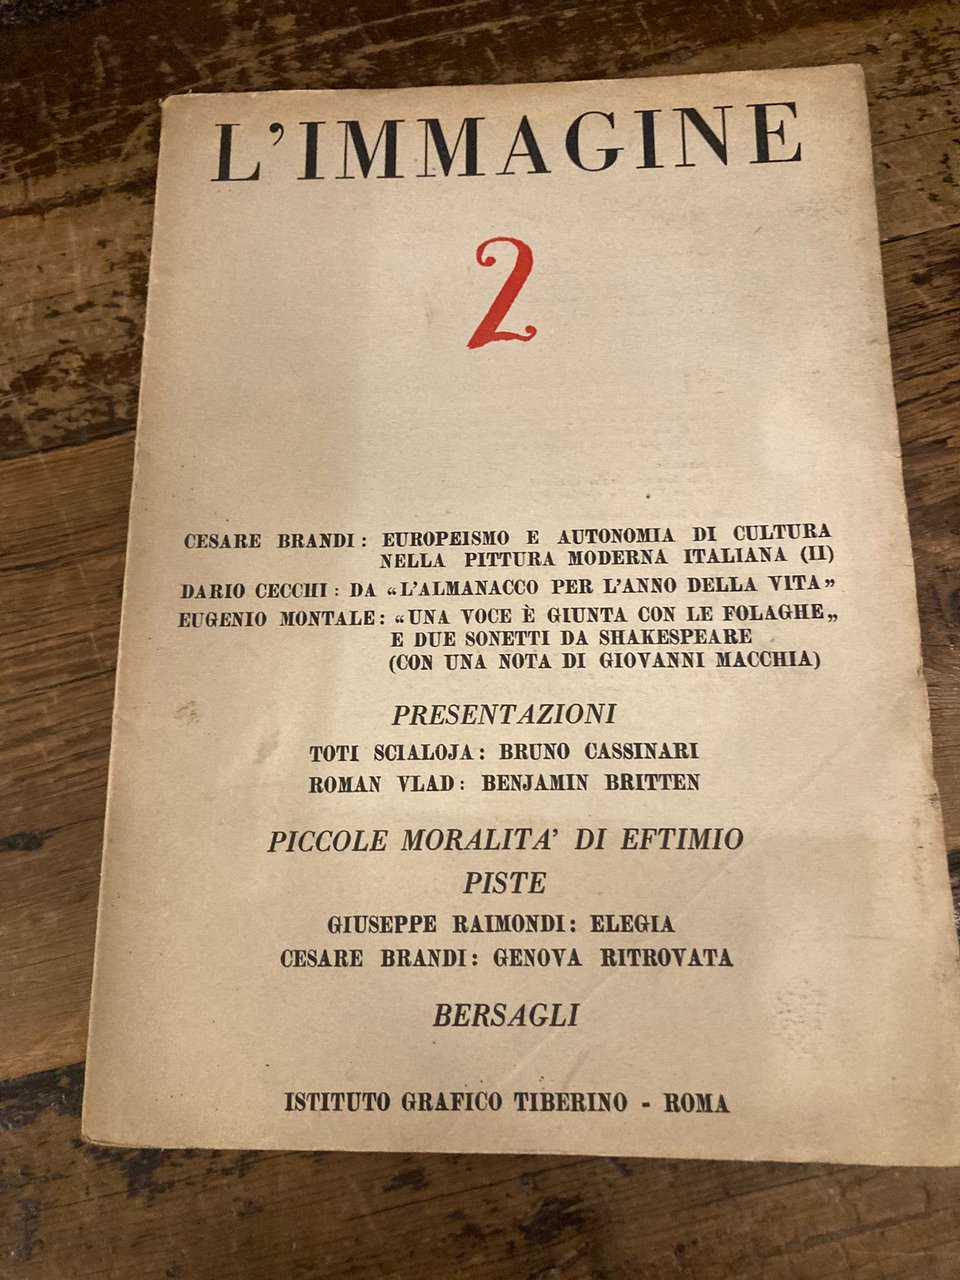 L'IMMAGINE
2
CESARE BRANDI: EUROPEISMO E AUTONOMIA DI CULTURA
NELLA PITTURA MODERNA ITALIANA (II)
DARIO CECCHI: DA “L'ALMANACCO PER L'ANNO DELLA VITA”
EUGENIO MONTALE: “UNA VOCE È GIUNTA CON LE FOLAGHE„
E DUE SONETTI DA SHAKESPEARE
(CON UNA NOTA DI GIOVANNI MACCHIA)
PRESENTAZIONI
TOTI SCIALOJA: BRUNO CASSINARI
ROMAN VLAD: BENJAMIN BRITTEN
PICCOLE MORALITA' DI EFTIMIO
PISTE
GIUSEPPE RAIMONDI: ELEGIA
CESARE BRANDI: GENOVA RITROVATA
BERSAGLI
ISTITUTO GRAFICO TIBERINO - ROMA